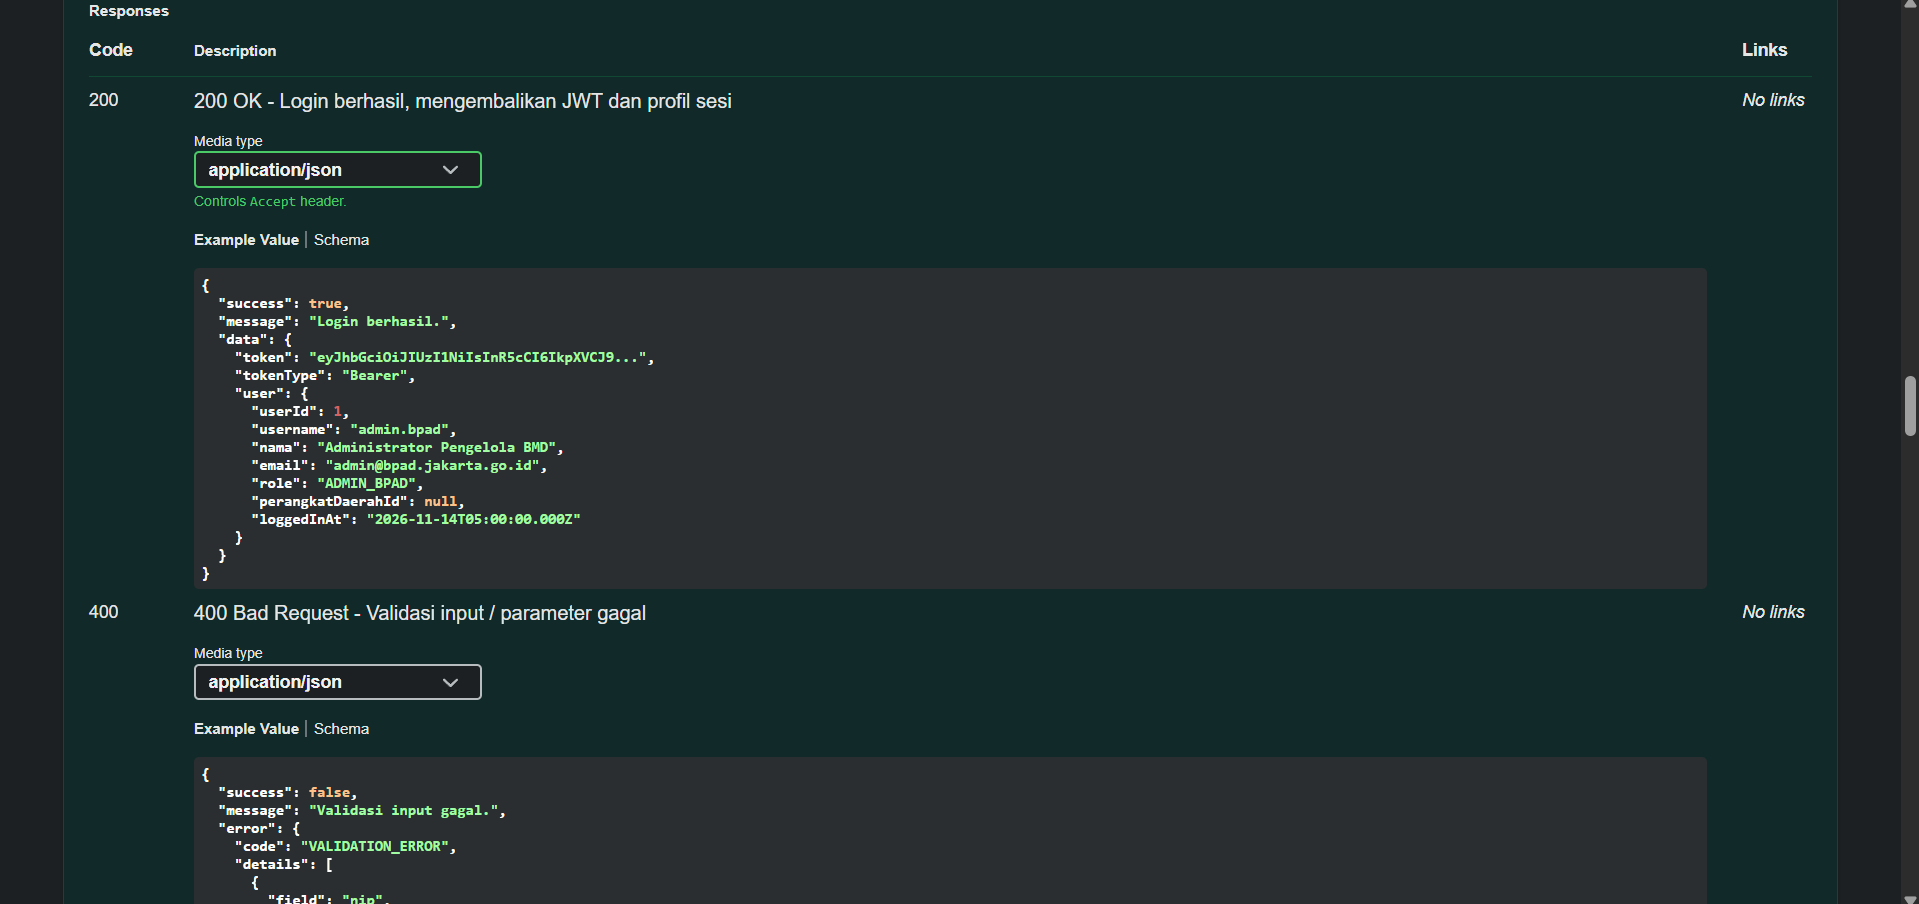 Responses
Code Description Links
200 200 OK - Login berhasil, mengembalikan JWT dan profil sesi No links
Media type
application/json
Controls Accept header.
Example Value | Schema
{
  "success": true,
  "message": "Login berhasil.",
  "data": {
    "token": "eyJhbGciOiJIUzI1NiIsInR5cCI6IkpXVCJ9...",
    "tokenType": "Bearer",
    "user": {
      "userId": 1,
      "username": "admin.bpad",
      "nama": "Administrator Pengelola BMD",
      "email": "admin@bpad.jakarta.go.id",
      "role": "ADMIN_BPAD",
      "perangkatDaerahId": null,
      "loggedInAt": "2026-11-14T05:00:00.000Z"
    }
  }
}
400 400 Bad Request - Validasi input / parameter gagal No links
Media type
application/json
Example Value | Schema
{
  "success": false,
  "message": "Validasi input gagal.",
  "error": {
    "code": "VALIDATION_ERROR",
    "details": [
      {
        "field": "nip",